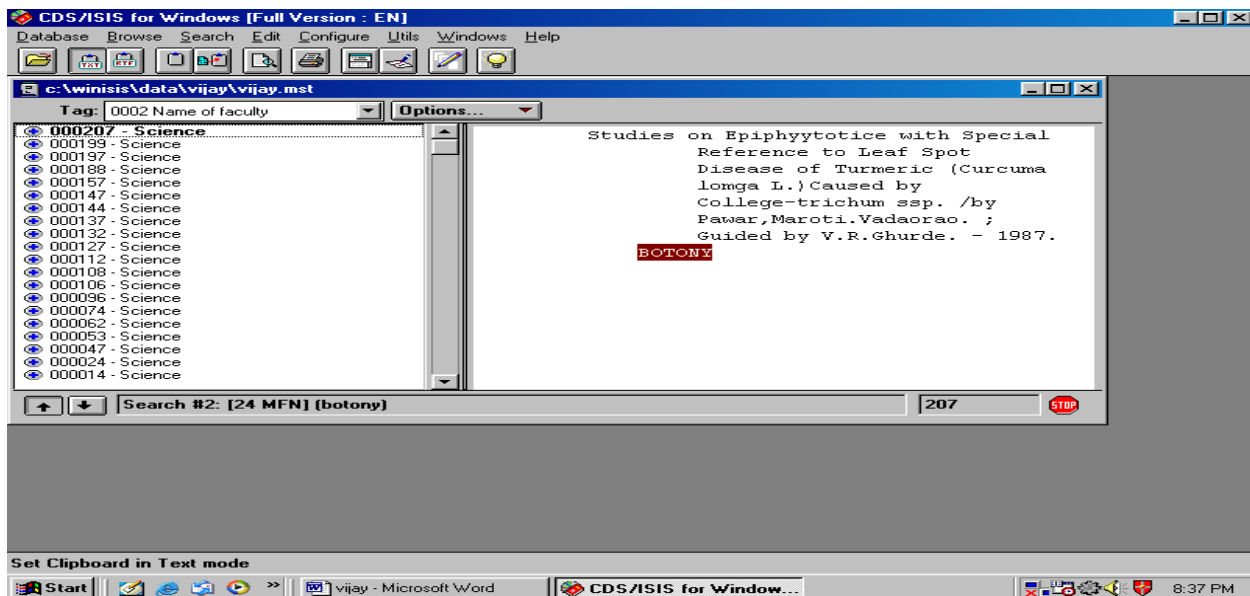 CDS/ISIS for Windows [Full Version : EN]
Database Browse Search Edit Configure Utils Windows Help
TXT RTF
c:\winisis\data\vijay\vijay.mst
Tag: 0002 Name of faculty Options...
000207 - Science
000199 - Science
000197 - Science
000188 - Science
000157 - Science
000147 - Science
000144 - Science
000137 - Science
000132 - Science
000127 - Science
000112 - Science
000108 - Science
000106 - Science
000096 - Science
000074 - Science
000062 - Science
000053 - Science
000047 - Science
000024 - Science
000014 - Science
Studies on Epiphyytotice with Special
Reference to Leaf Spot
Disease of Turmeric (Curcuma
lomga L.)Caused by
College-trichum ssp. /by
Pawar,Maroti.Vadaorao. ;
Guided by V.R.Ghurde. - 1987.
BOTONY
Search #2: [24 MFN] (botony) 207 STOP
Set Clipboard in Text mode
Start » vijay - Microsoft Word CDS/ISIS for Window... 8:37 PM